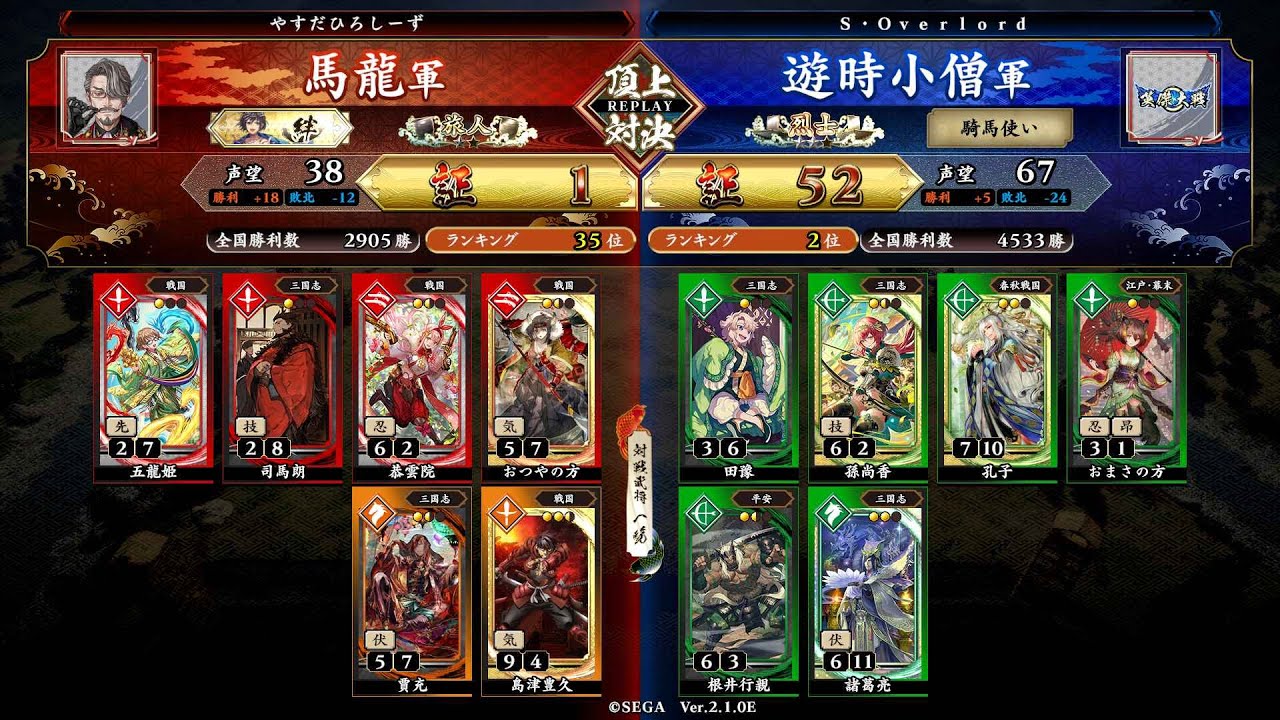 やすだひろしーず
S・Overlord
馬龍軍
頂上
REPLAY
対決
遊時小僧軍
英傑大戦
絆
旅人
烈士
騎馬使い
声望 38
勝利 +18 敗北 -12
証 1
証 52
声望 67
勝利 +5 敗北 -24
全国勝利数 2905勝
ランキング 35位
ランキング 2位
全国勝利数 4533勝
戦国
先
2 7
五龍姫
三国志
技
2 8
司馬朗
戦国
忍
6 2
恭雲院
戦国
気
5 7
おつやの方
三国志
伏
5 7
賈充
戦国
気
9 4
島津豊久
対戦武将一覧
三国志
3 6
田豫
三国志
技
6 2
孫尚香
春秋戦国
7 10
孔子
江戸・幕末
忍 昂
3 1
おまさの方
平安
6 3
根井行親
三国志
伏
6 11
諸葛亮
©SEGA Ver.2.1.0E